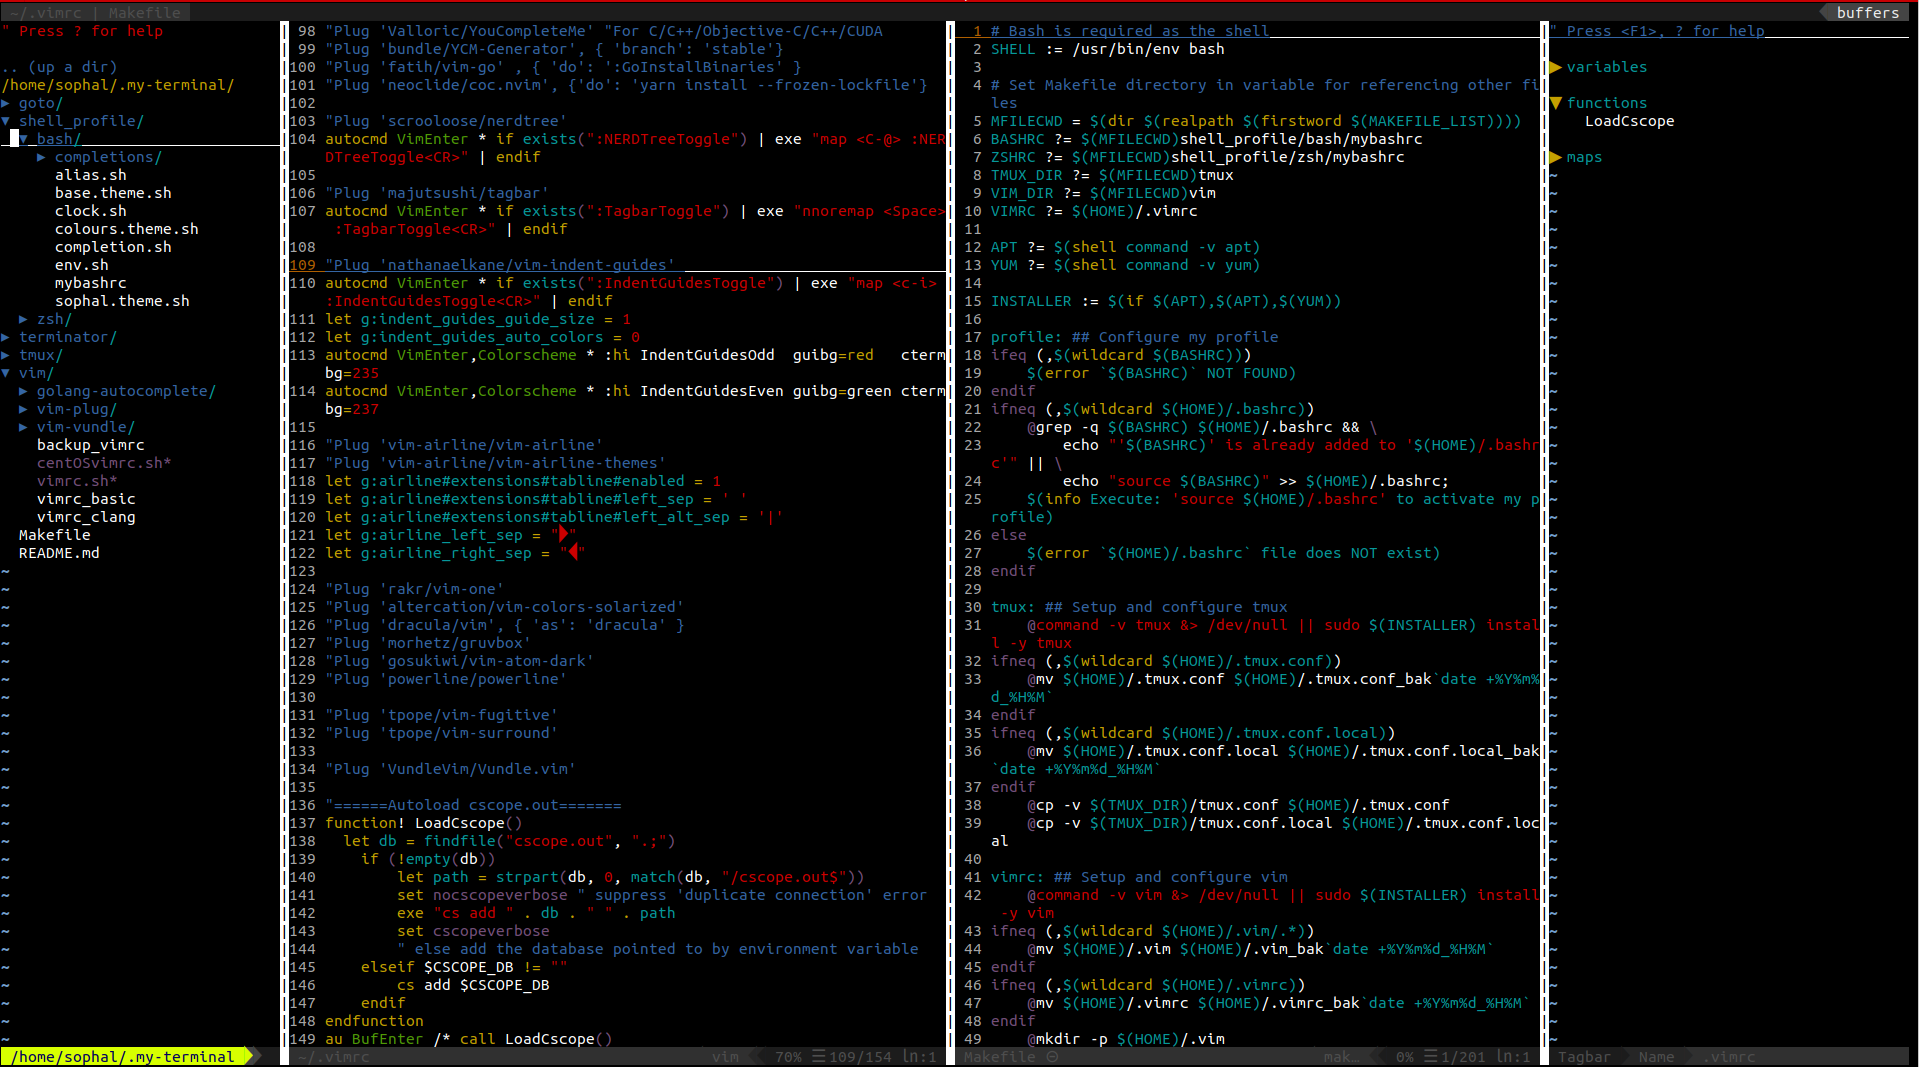 ~/.vimrc | Makefile
buffers
" Press ? for help
.. (up a dir)
/home/sophal/.my-terminal/
▶ goto/
▼ shell_profile/
▼ bash/
▶ completions/
alias.sh
base.theme.sh
clock.sh
colours.theme.sh
completion.sh
env.sh
mybashrc
sophal.theme.sh
▶ zsh/
▶ terminator/
▶ tmux/
▼ vim/
▶ golang-autocomplete/
▶ vim-plug/
▶ vim-vundle/
backup_vimrc
centOSvimrc.sh*
vimrc.sh*
vimrc_basic
vimrc_clang
Makefile
README.md
/home/sophal/.my-terminal
98 "Plug 'Valloric/YouCompleteMe' "For C/C++/Objective-C/C++/CUDA
99 "Plug 'bundle/YCM-Generator', { 'branch': 'stable'}
100 "Plug 'fatih/vim-go' , { 'do': ':GoInstallBinaries' }
101 "Plug 'neoclide/coc.nvim', {'do': 'yarn install --frozen-lockfile'}
102
103 "Plug 'scrooloose/nerdtree'
104 autocmd VimEnter * if exists(":NERDTreeToggle") | exe "map <C-@> :NER
DTreeToggle<CR>" | endif
105
106 "Plug 'majutsushi/tagbar'
107 autocmd VimEnter * if exists(":TagbarToggle") | exe "nnoremap <Space>
:TagbarToggle<CR>" | endif
108
109 "Plug 'nathanaelkane/vim-indent-guides'
110 autocmd VimEnter * if exists(":IndentGuidesToggle") | exe "map <c-i>
:IndentGuidesToggle<CR>" | endif
111 let g:indent_guides_guide_size = 1
112 let g:indent_guides_auto_colors = 0
113 autocmd VimEnter,Colorscheme * :hi IndentGuidesOdd  guibg=red   cterm
bg=235
114 autocmd VimEnter,Colorscheme * :hi IndentGuidesEven guibg=green cterm
bg=237
115
116 "Plug 'vim-airline/vim-airline'
117 "Plug 'vim-airline/vim-airline-themes'
118 let g:airline#extensions#tabline#enabled = 1
119 let g:airline#extensions#tabline#left_sep = ' '
120 let g:airline#extensions#tabline#left_alt_sep = '|'
121 let g:airline_left_sep = ""
122 let g:airline_right_sep = ""
123
124 "Plug 'rakr/vim-one'
125 "Plug 'altercation/vim-colors-solarized'
126 "Plug 'dracula/vim', { 'as': 'dracula' }
127 "Plug 'morhetz/gruvbox'
128 "Plug 'gosukiwi/vim-atom-dark'
129 "Plug 'powerline/powerline'
130
131 "Plug 'tpope/vim-fugitive'
132 "Plug 'tpope/vim-surround'
133
134 "Plug 'VundleVim/Vundle.vim'
135
136 "======Autoload cscope.out=======
137 function! LoadCscope()
138 let db = findfile("cscope.out", ".;")
139 if (!empty(db))
140 let path = strpart(db, 0, match(db, "/cscope.out$"))
141 set nocscopeverbose " suppress 'duplicate connection' error
142 exe "cs add " . db . " " . path
143 set cscopeverbose
144 " else add the database pointed to by environment variable
145 elseif $CSCOPE_DB != ""
146 cs add $CSCOPE_DB
147 endif
148 endfunction
149 au BufEnter /* call LoadCscope()
~/.vimrc vim 70% ☰109/154 ln:1
1 # Bash is required as the shell
2 SHELL := /usr/bin/env bash
3
4 # Set Makefile directory in variable for referencing other fi
les
5 MFILECWD = $(dir $(realpath $(firstword $(MAKEFILE_LIST))))
6 BASHRC ?= $(MFILECWD)shell_profile/bash/mybashrc
7 ZSHRC ?= $(MFILECWD)shell_profile/zsh/mybashrc
8 TMUX_DIR ?= $(MFILECWD)tmux
9 VIM_DIR ?= $(MFILECWD)vim
10 VIMRC ?= $(HOME)/.vimrc
11
12 APT ?= $(shell command -v apt)
13 YUM ?= $(shell command -v yum)
14
15 INSTALLER := $(if $(APT),$(APT),$(YUM))
16
17 profile: ## Configure my profile
18 ifeq (,$(wildcard $(BASHRC)))
19 $(error `$(BASHRC)` NOT FOUND)
20 endif
21 ifneq (,$(wildcard $(HOME)/.bashrc))
22 @grep -q $(BASHRC) $(HOME)/.bashrc && \
23 echo "'$(BASHRC)' is already added to '$(HOME)/.bashr
c'" || \
24 echo "source $(BASHRC)" >> $(HOME)/.bashrc;
25 $(info Execute: 'source $(HOME)/.bashrc' to activate my p
rofile)
26 else
27 $(error `$(HOME)/.bashrc` file does NOT exist)
28 endif
29
30 tmux: ## Setup and configure tmux
31 @command -v tmux &> /dev/null || sudo $(INSTALLER) instal
l -y tmux
32 ifneq (,$(wildcard $(HOME)/.tmux.conf))
33 @mv $(HOME)/.tmux.conf $(HOME)/.tmux.conf_bak`date +%Y%m%
d_%H%M`
34 endif
35 ifneq (,$(wildcard $(HOME)/.tmux.conf.local))
36 @mv $(HOME)/.tmux.conf.local $(HOME)/.tmux.conf.local_bak
`date +%Y%m%d_%H%M`
37 endif
38 @cp -v $(TMUX_DIR)/tmux.conf $(HOME)/.tmux.conf
39 @cp -v $(TMUX_DIR)/tmux.conf.local $(HOME)/.tmux.conf.loc
al
40
41 vimrc: ## Setup and configure vim
42 @command -v vim &> /dev/null || sudo $(INSTALLER) install
-y vim
43 ifneq (,$(wildcard $(HOME)/.vim/.*))
44 @mv $(HOME)/.vim $(HOME)/.vim_bak`date +%Y%m%d_%H%M`
45 endif
46 ifneq (,$(wildcard $(HOME)/.vimrc))
47 @mv $(HOME)/.vimrc $(HOME)/.vimrc_bak`date +%Y%m%d_%H%M`
48 endif
49 @mkdir -p $(HOME)/.vim
Makefile ⊝ mak… 0% ☰1/201 ln:1
" Press <F1>, ? for help
▶ variables
▼ functions
LoadCscope
▶ maps
Tagbar Name .vimrc